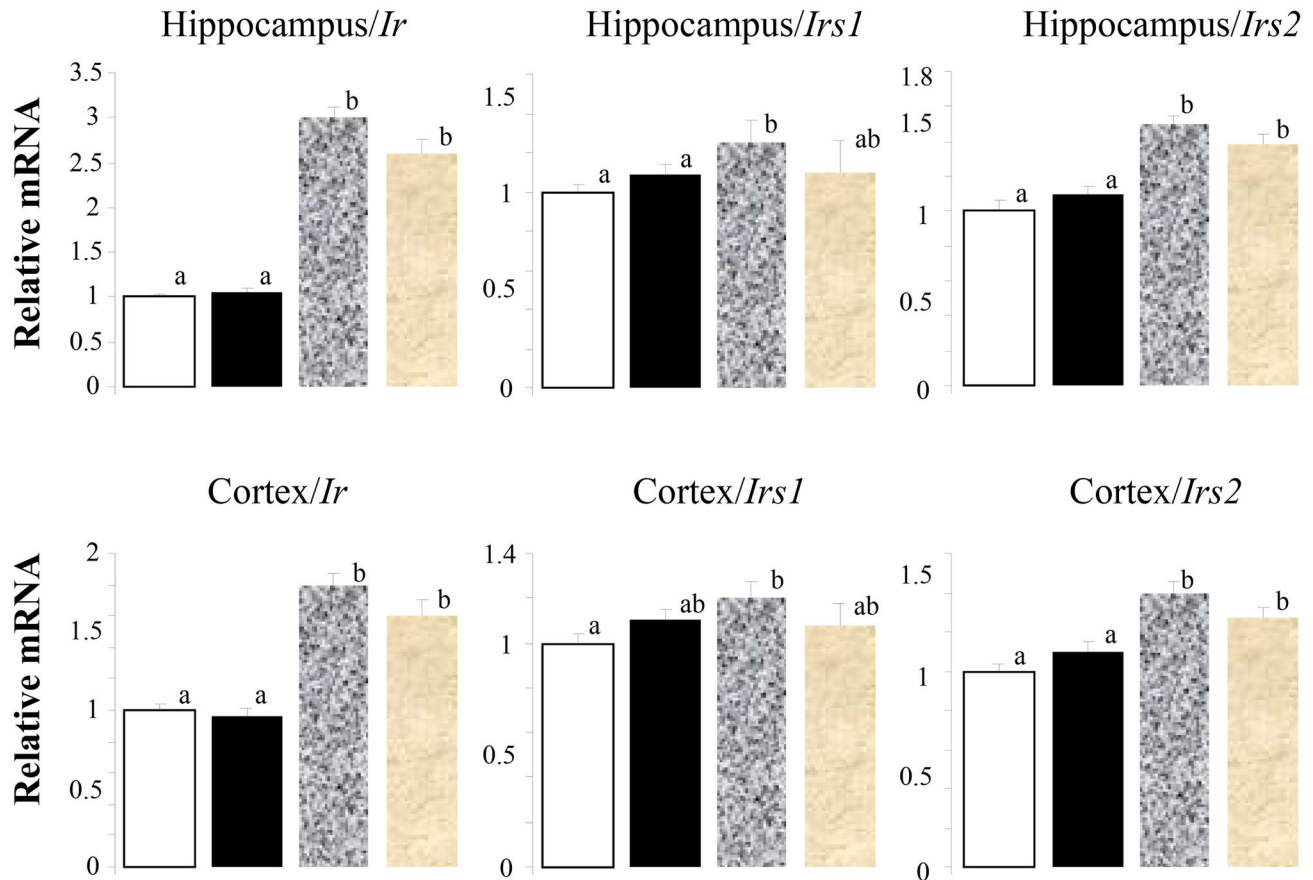 Hippocampus/Ir
Hippocampus/Irs1
Hippocampus/Irs2
Relative mRNA
3.5
3
2.5
2
1.5
1
0.5
0
a
a
b
b
1.5
1
0.5
0
a
a
b
ab
1.8
1.5
1
0.5
0
a
a
b
b
Cortex/Ir
Cortex/Irs1
Cortex/Irs2
Relative mRNA
2
1.5
1
0.5
0
a
a
b
b
1.4
1
0.5
0
a
ab
b
ab
1.5
1
0.5
0
a
a
b
b